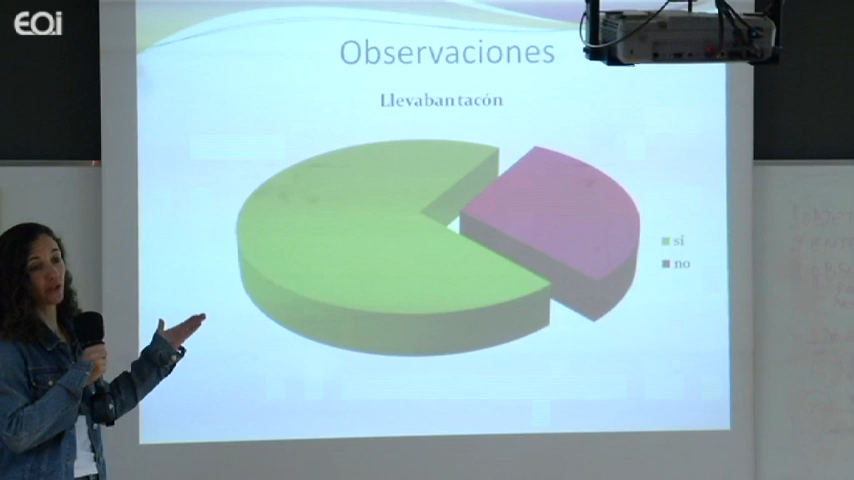 EOi
Observaciones
Llevaban tacón
sí
no